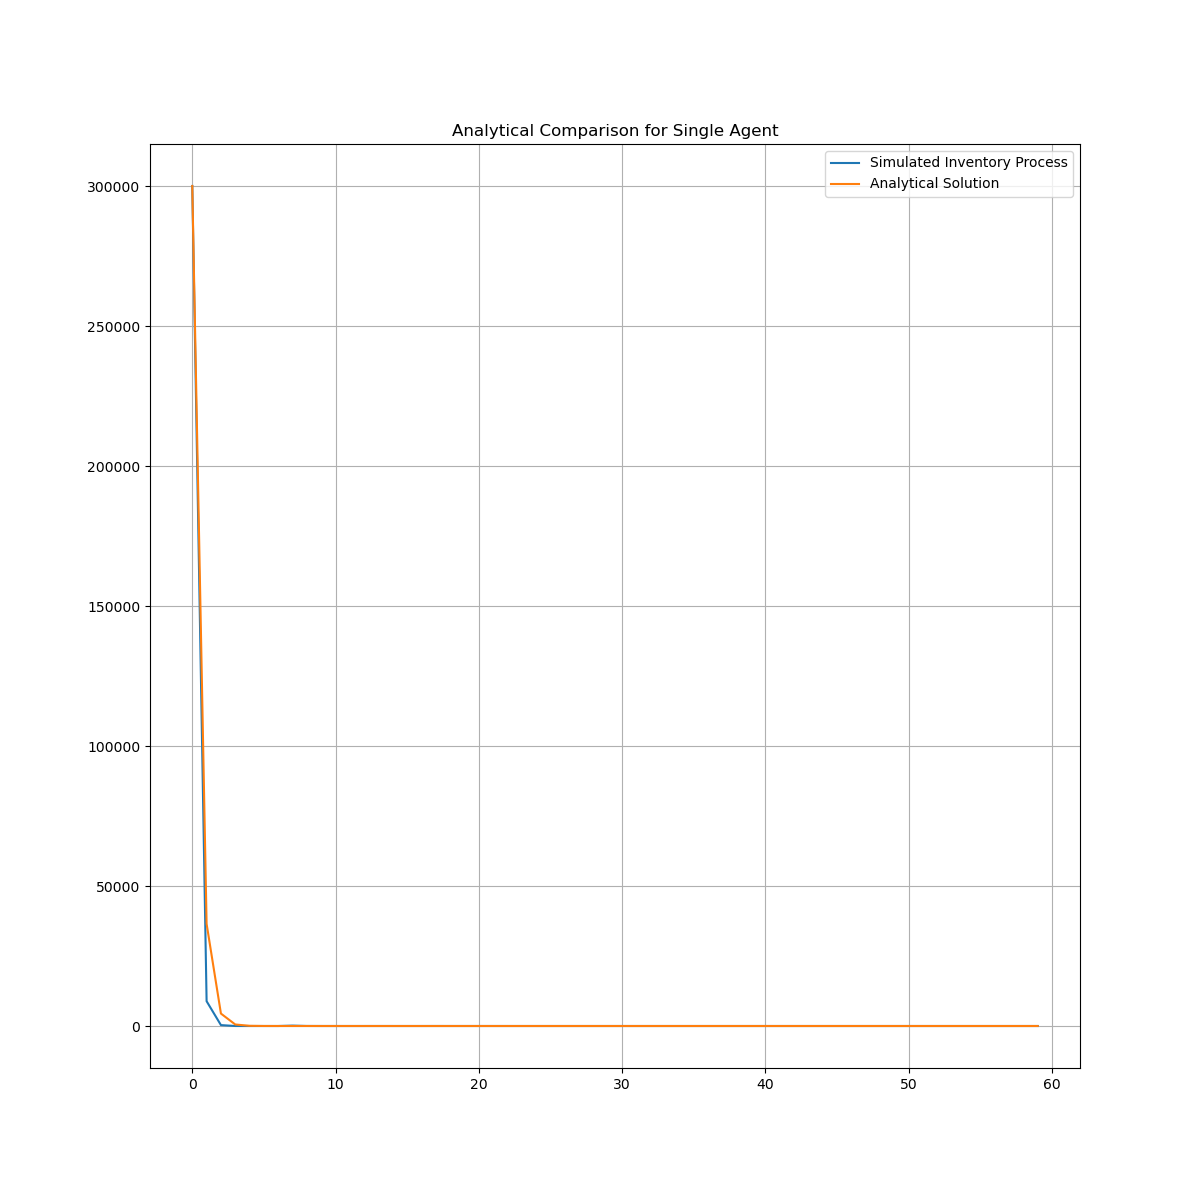 Analytical Comparison for Single Agent
Simulated Inventory Process
Analytical Solution
300000
250000
200000
150000
100000
50000
0
0 10 20 30 40 50 60